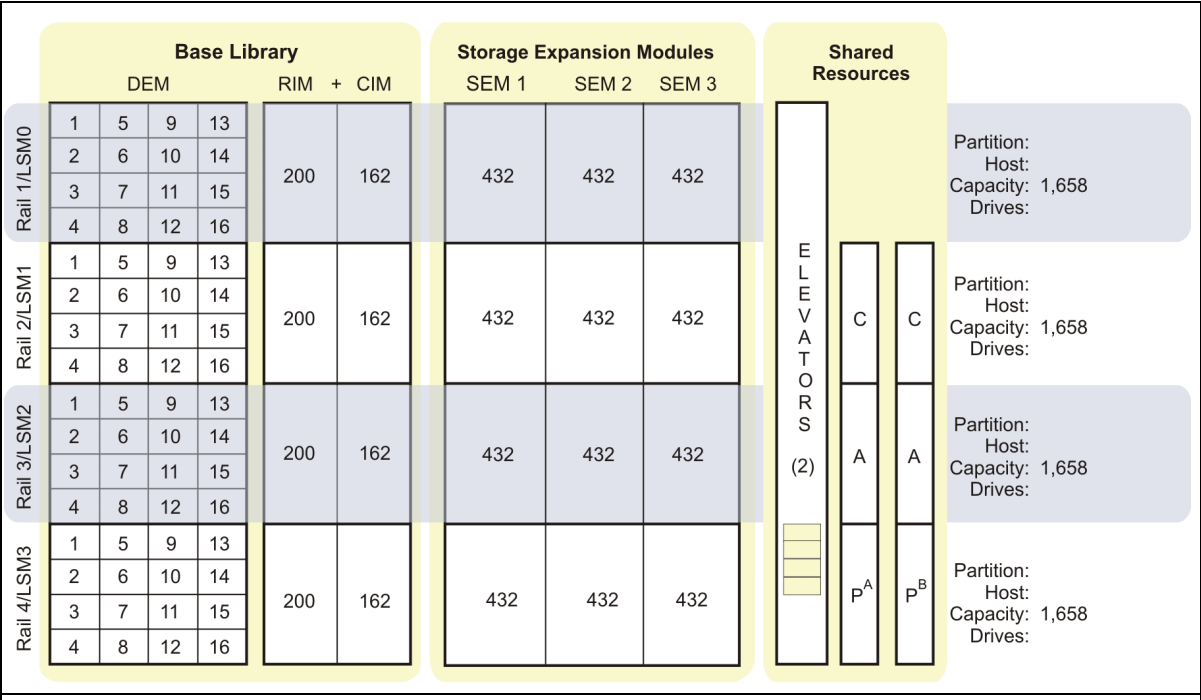 Base Library
Storage Expansion Modules
Shared
Resources
DEM
RIM + CIM
SEM 1 SEM 2 SEM 3
Rail 1/LSM0
1 5 9 13
2 6 10 14
3 7 11 15
4 8 12 16
200 162
432 432 432
Partition:
Host:
Capacity: 1,658
Drives:
Rail 2/LSM1
1 5 9 13
2 6 10 14
3 7 11 15
4 8 12 16
200 162
432 432 432
Partition:
Host:
Capacity: 1,658
Drives:
Rail 3/LSM2
1 5 9 13
2 6 10 14
3 7 11 15
4 8 12 16
200 162
432 432 432
Partition:
Host:
Capacity: 1,658
Drives:
Rail 4/LSM3
1 5 9 13
2 6 10 14
3 7 11 15
4 8 12 16
200 162
432 432 432
Partition:
Host:
Capacity: 1,658
Drives:
E
L
E
V
A
T
O
R
S
(2)
C C
A A
P^A P^B